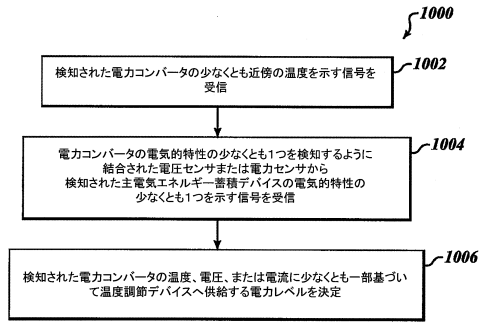 1000
1002
検知された電力コンバータの少なくとも近傍の温度を示す信号を
受信
1004
電力コンバータの電気的特性の少なくとも1つを検知するように
結合された電圧センサまたは電力センサから
検知された主電気エネルギー蓄積デバイスの電気的特性の
少なくとも1つを示す信号を受信
1006
検知された電力コンバータの温度、電圧、または電流に少なくとも一部基づい
て温度調節デバイスへ供給する電力レベルを決定